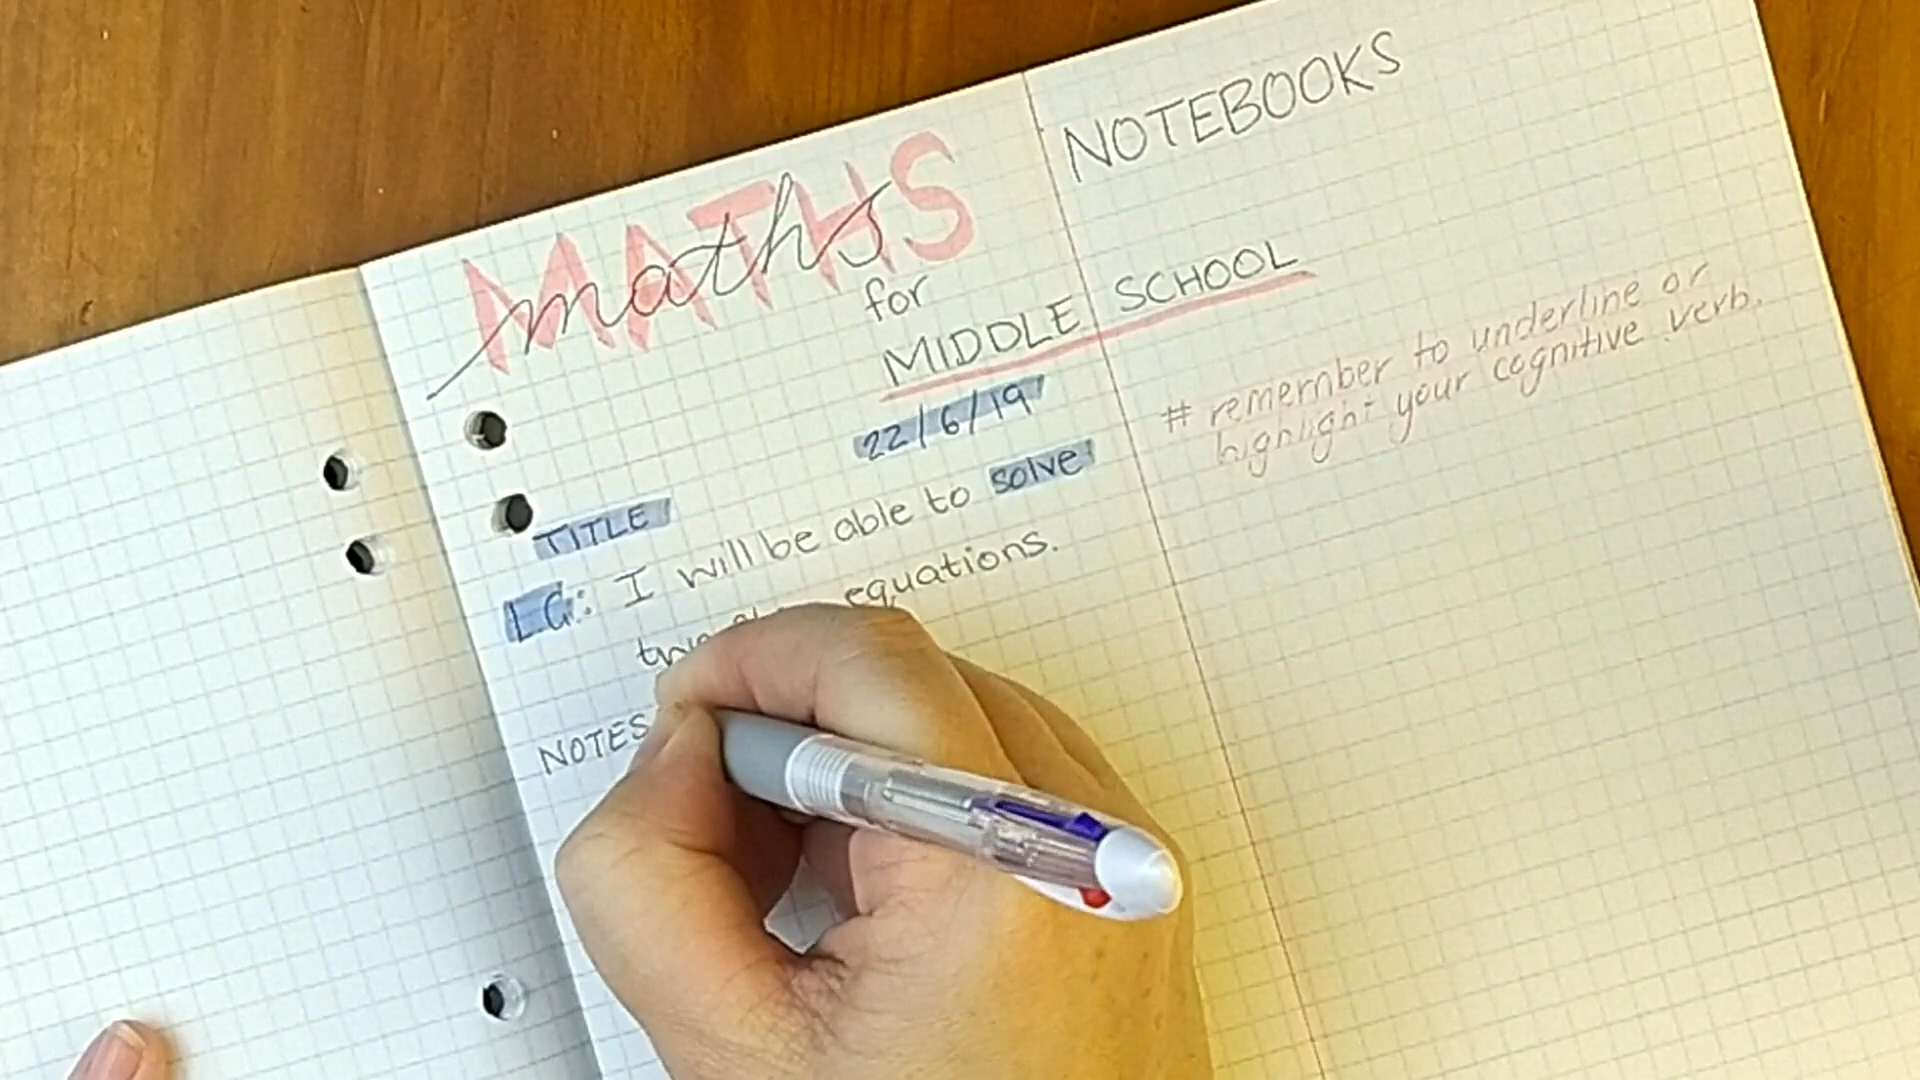 MATHS
maths
NOTEBOOKS
for
MIDDLE SCHOOL
22/6/19
# remember to underline or
highlight your cognitive verb.
TITLE
LG: I will be able to solve
equations.
NOTES